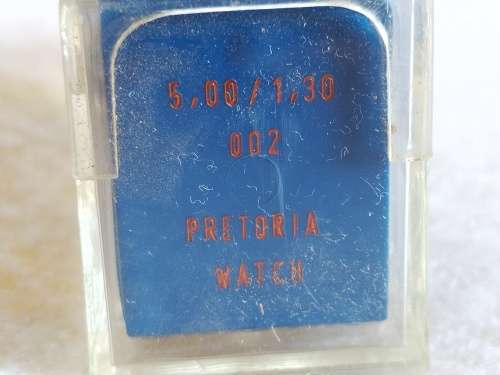 5,00/1,30
002
PRETORIA
WATCH